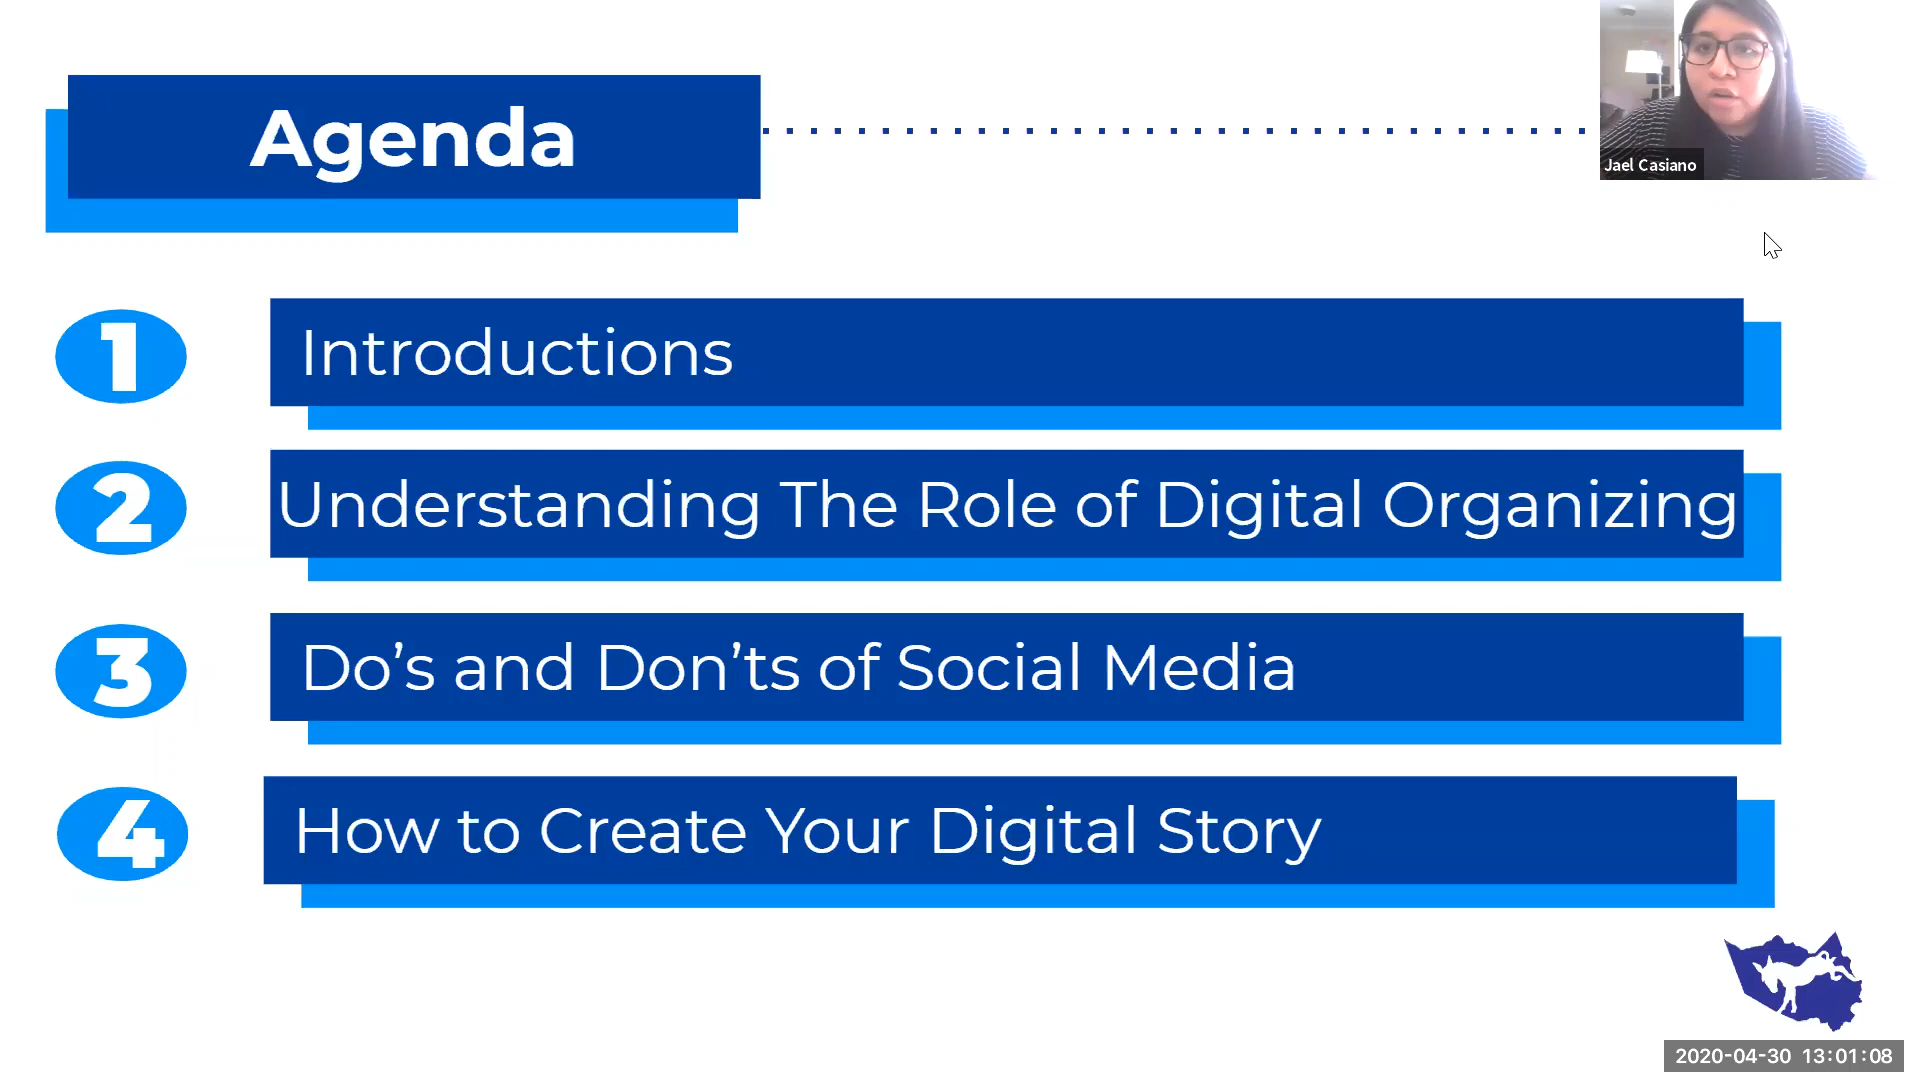 Agenda
Jael Casiano
1
Introductions
2
Understanding The Role of Digital Organizing
3
Do’s and Don’ts of Social Media
4
How to Create Your Digital Story
2020-04-30 13:01:08